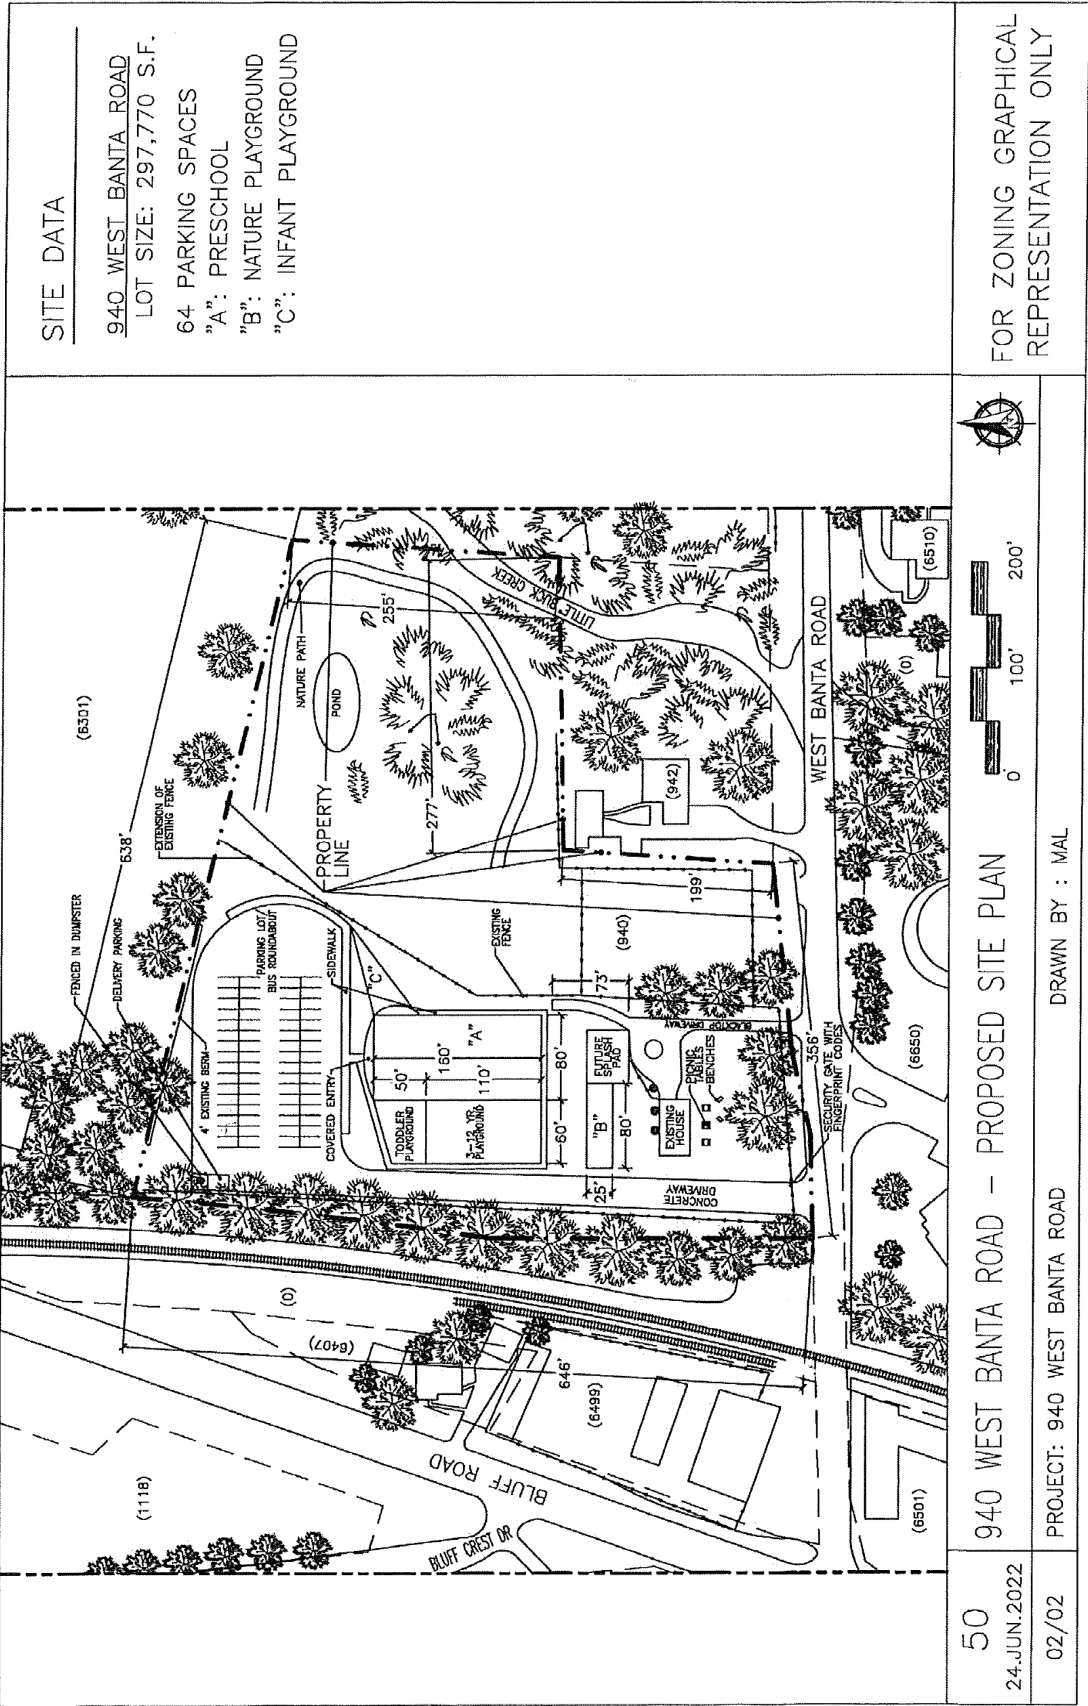 SITE DATA
940 WEST BANTA ROAD
LOT SIZE: 297,770 S.F.
64 PARKING SPACES
"A": PRESCHOOL
"B": NATURE PLAYGROUND
"C": INFANT PLAYGROUND
(6301)
638'
FENCED IN DUMPSTER
DELIVERY PARKING
EXTENSION OF
EXISTING FENCE
4' EXISTING BERM
PARKING LOT/
BUS ROUNDABOUT
NATURE PATH
POND
255'
PROPERTY
LINE
277'
LITTLE BUCK CREEK
SIDEWALK
COVERED ENTRY
"C"
TODDLER
PLAYGROUND
3-12 YR.
PLAYGROUND
50'
160'
"A"
110'
60'
80'
EXISTING
FENCE
73'
(940)
199'
(942)
FUTURE
SPLASH
PAD
"B"
25'
80'
EXISTING
HOUSE
PICNIC
TABLES
BENCHES
BLACKTOP DRIVEWAY
CONCRETE
DRIVEWAY
356'
SECURITY GATE WITH
FINGERPRINT CODES
WEST BANTA ROAD
(6510)
(0)
(6650)
(0)
(6407)
646'
(6499)
(1118)
BLUFF ROAD
BLUFF CREST DR
(6501)
50
24.JUN.2022
02/02
940 WEST BANTA ROAD - PROPOSED SITE PLAN
0' 100' 200'
PROJECT: 940 WEST BANTA ROAD
DRAWN BY : MAL
FOR ZONING GRAPHICAL
REPRESENTATION ONLY